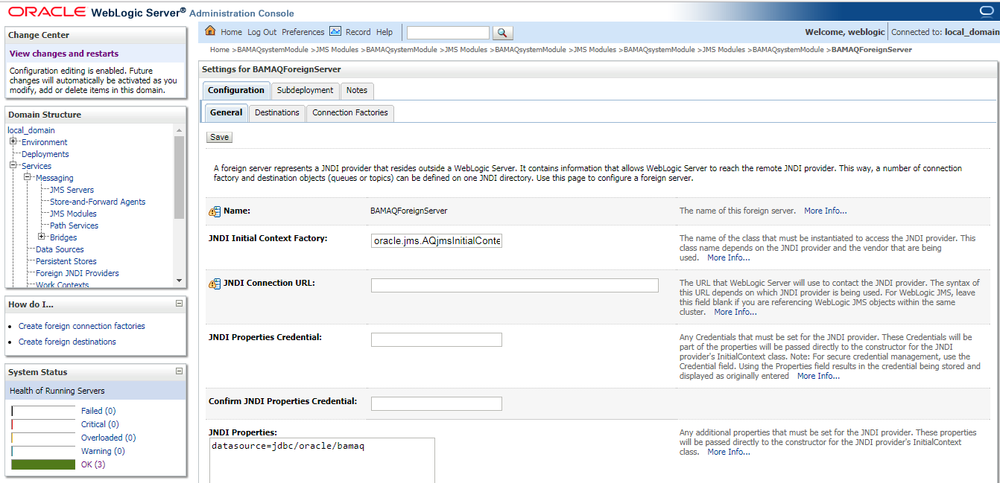 ORACLE WebLogic Server® Administration Console
Change Center
View changes and restarts
Configuration editing is enabled. Future
changes will automatically be activated as you
modify, add or delete items in this domain.
Domain Structure
local_domain
Environment
Deployments
Services
Messaging
JMS Servers
Store-and-Forward Agents
JMS Modules
Path Services
Bridges
Data Sources
Persistent Stores
Foreign JNDI Providers
Work Contexts
How do I...
Create foreign connection factories
Create foreign destinations
System Status
Health of Running Servers
Failed (0)
Critical (0)
Overloaded (0)
Warning (0)
OK (3)
Home Log Out Preferences Record Help
Welcome, weblogic Connected to: local_domain
Home >BAMAQsystemModule >JMS Modules >BAMAQsystemModule >JMS Modules >BAMAQsystemModule >JMS Modules >BAMAQsystemModule >JMS Modules >BAMAQsystemModule >BAMAQForeignServer
Settings for BAMAQForeignServer
Configuration Subdeployment Notes
General Destinations Connection Factories
Save
A foreign server represents a JNDI provider that resides outside a WebLogic Server. It contains information that allows WebLogic Server to reach the remote JNDI provider. This way, a number of connection
factory and destination objects (queues or topics) can be defined on one JNDI directory. Use this page to configure a foreign server.
Name:
BAMAQForeignServer
The name of this foreign server. More Info...
JNDI Initial Context Factory:
oracle.jms.AQjmsInitialConte
The name of the class that must be instantiated to access the JNDI provider. This
class name depends on the JNDI provider and the vendor that are being
used. More Info...
JNDI Connection URL:
The URL that WebLogic Server will use to contact the JNDI provider. The syntax of
this URL depends on which JNDI provider is being used. For WebLogic JMS, leave
this field blank if you are referencing WebLogic JMS objects within the same
cluster. More Info...
JNDI Properties Credential:
Any Credentials that must be set for the JNDI provider. These Credentials will be
part of the properties will be passed directly to the constructor for the JNDI
provider's InitialContext class. Note: For secure credential management, use the
Credential field. Using the Properties field results in the credential being stored and
displayed as originally entered More Info...
Confirm JNDI Properties Credential:
JNDI Properties:
datasource=jdbc/oracle/bamaq
Any additional properties that must be set for the JNDI provider. These properties
will be passed directly to the constructor for the JNDI provider's InitialContext
class. More Info...